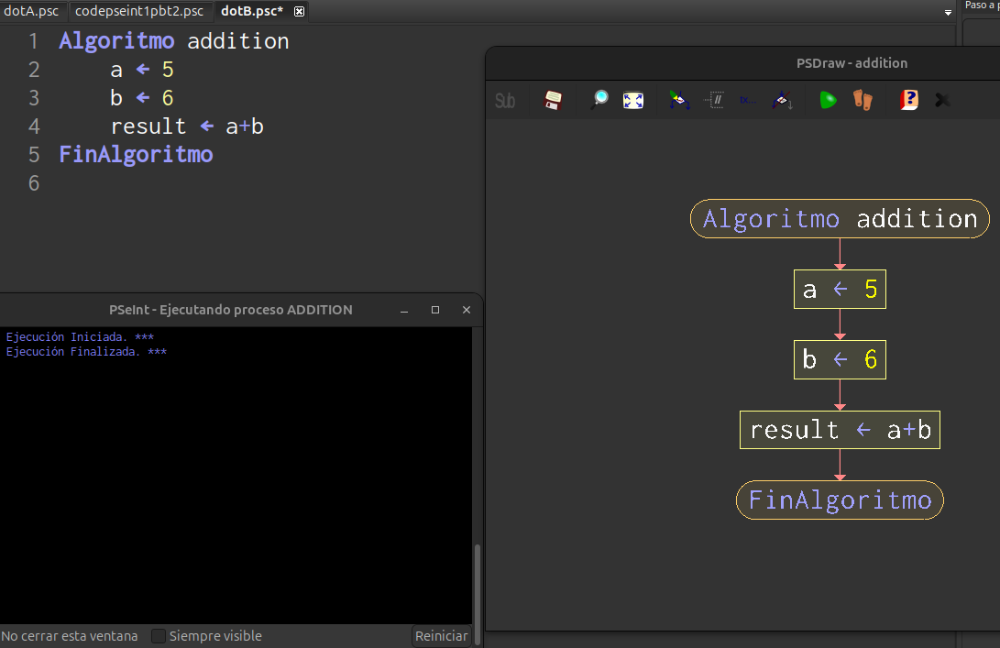 dotA.psc codepseint1pbt2.psc dotB.psc*
Paso a p
1 Algoritmo addition
2 a ← 5
3 b ← 6
4 result ← a+b
5 FinAlgoritmo
6
PSeInt - Ejecutando proceso ADDITION
Ejecución Iniciada. ***
Ejecución Finalizada. ***
No cerrar esta ventana Siempre visible Reiniciar
PSDraw - addition
Sub
Algoritmo addition
a ← 5
b ← 6
result ← a+b
FinAlgoritmo